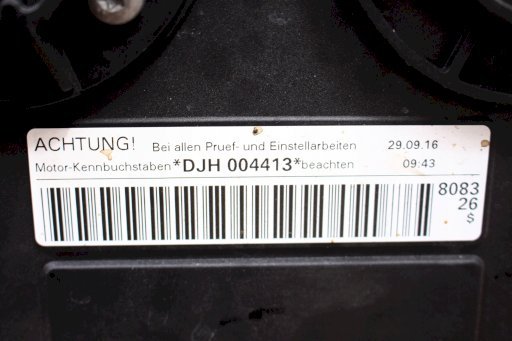 ACHTUNG! Bei allen Pruef- und Einstellarbeiten 29.09.16
Motor-Kennbuchstaben *DJH 004413* beachten 09:43
8083
26
$